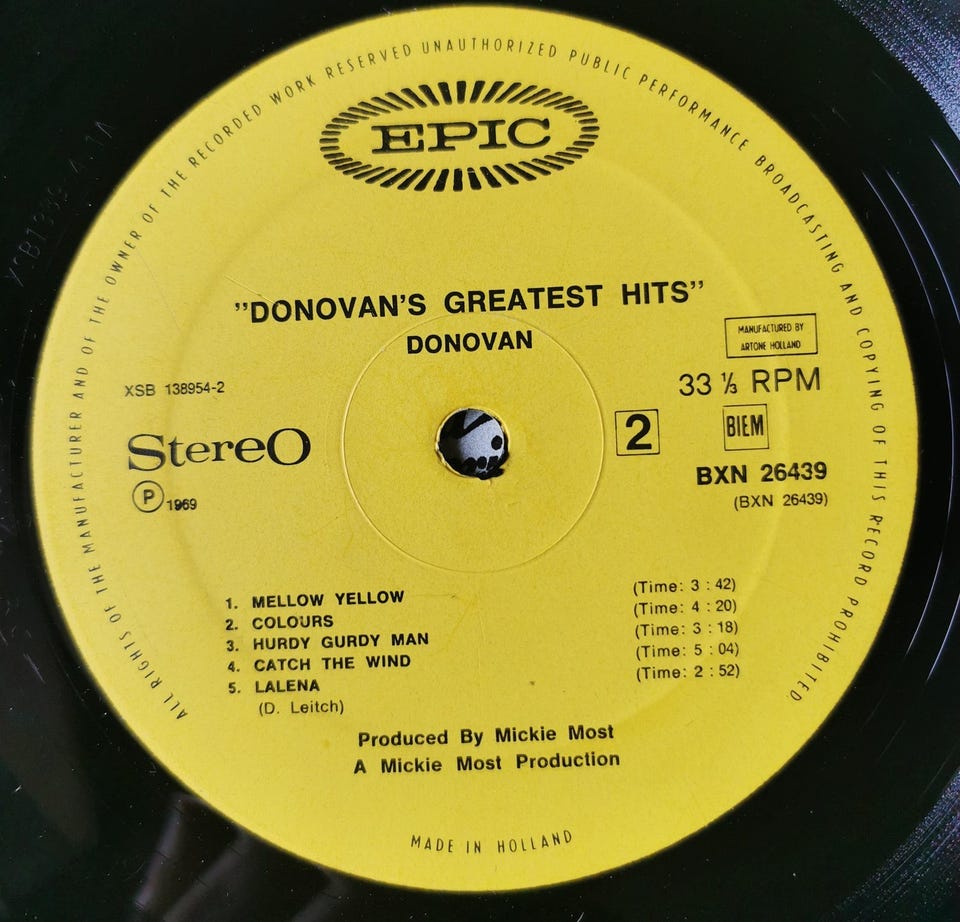 ALL RIGHTS OF THE MANUFACTURER AND OF THE OWNER OF THE RECORDED WORK RESERVED UNAUTHORIZED PUBLIC PERFORMANCE BROADCASTING AND COPYING OF THIS RECORD PROHIBITED
EPIC
"DONOVAN'S GREATEST HITS"
DONOVAN
MANUFACTURED BY
ARTONE HOLLAND
XSB 138954-2
33 ⅓ RPM
Stereo
2
BIEM
BXN 26439
Ⓟ 1969
(BXN 26439)
1. MELLOW YELLOW (Time: 3 : 42)
2. COLOURS (Time: 4 : 20)
3. HURDY GURDY MAN (Time: 3 : 18)
4. CATCH THE WIND (Time: 5 : 04)
5. LALENA (Time: 2 : 52)
(D. Leitch)
Produced By Mickie Most
A Mickie Most Production
MADE IN HOLLAND